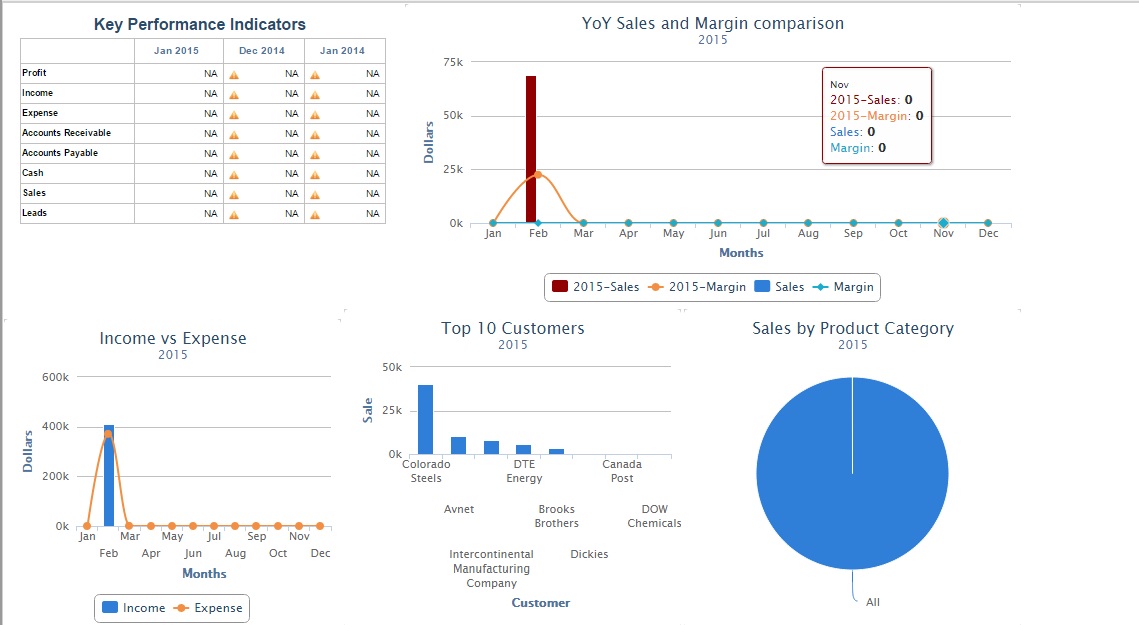 Key Performance Indicators
Jan 2015 Dec 2014 Jan 2014
Profit NA NA NA
Income NA NA NA
Expense NA NA NA
Accounts Receivable NA NA NA
Accounts Payable NA NA NA
Cash NA NA NA
Sales NA NA NA
Leads NA NA NA
YoY Sales and Margin comparison
2015
75k
50k
25k
0k
Dollars
Nov
2015-Sales: 0
2015-Margin: 0
Sales: 0
Margin: 0
Jan Feb Mar Apr May Jun Jul Aug Sep Oct Nov Dec
Months
2015-Sales 2015-Margin Sales Margin
Income vs Expense
2015
600k
400k
200k
0k
Dollars
Jan Mar May Jul Sep Nov
Feb Apr Jun Aug Oct Dec
Months
Income Expense
Top 10 Customers
2015
50k
25k
0k
Sale
Colorado DTE Canada
Steels Energy Post
Avnet Brooks DOW
Brothers Chemicals
Intercontinental Dickies
Manufacturing
Company
Customer
Sales by Product Category
2015
All